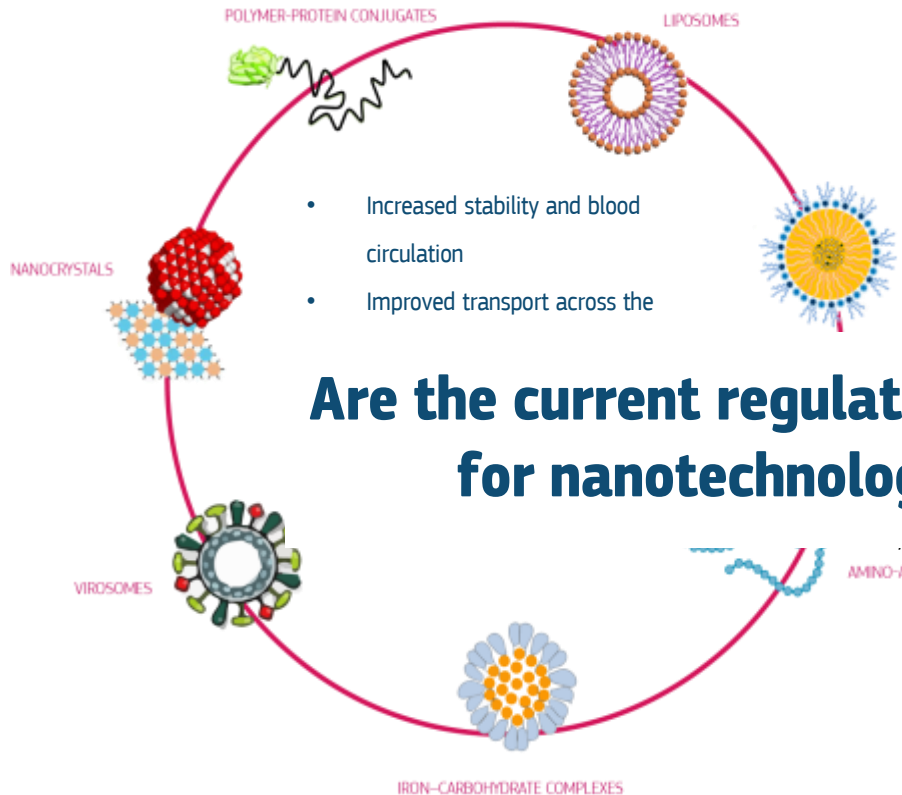 POLYMER-PROTEIN CONJUGATES
LIPOSOMES
• Increased stability and blood
circulation
NANOCRYSTALS
• Improved transport across the
Are the current regulat
for nanotechnolog
AMINO-A
VIROSOMES
IRON–CARBOHYDRATE COMPLEXES